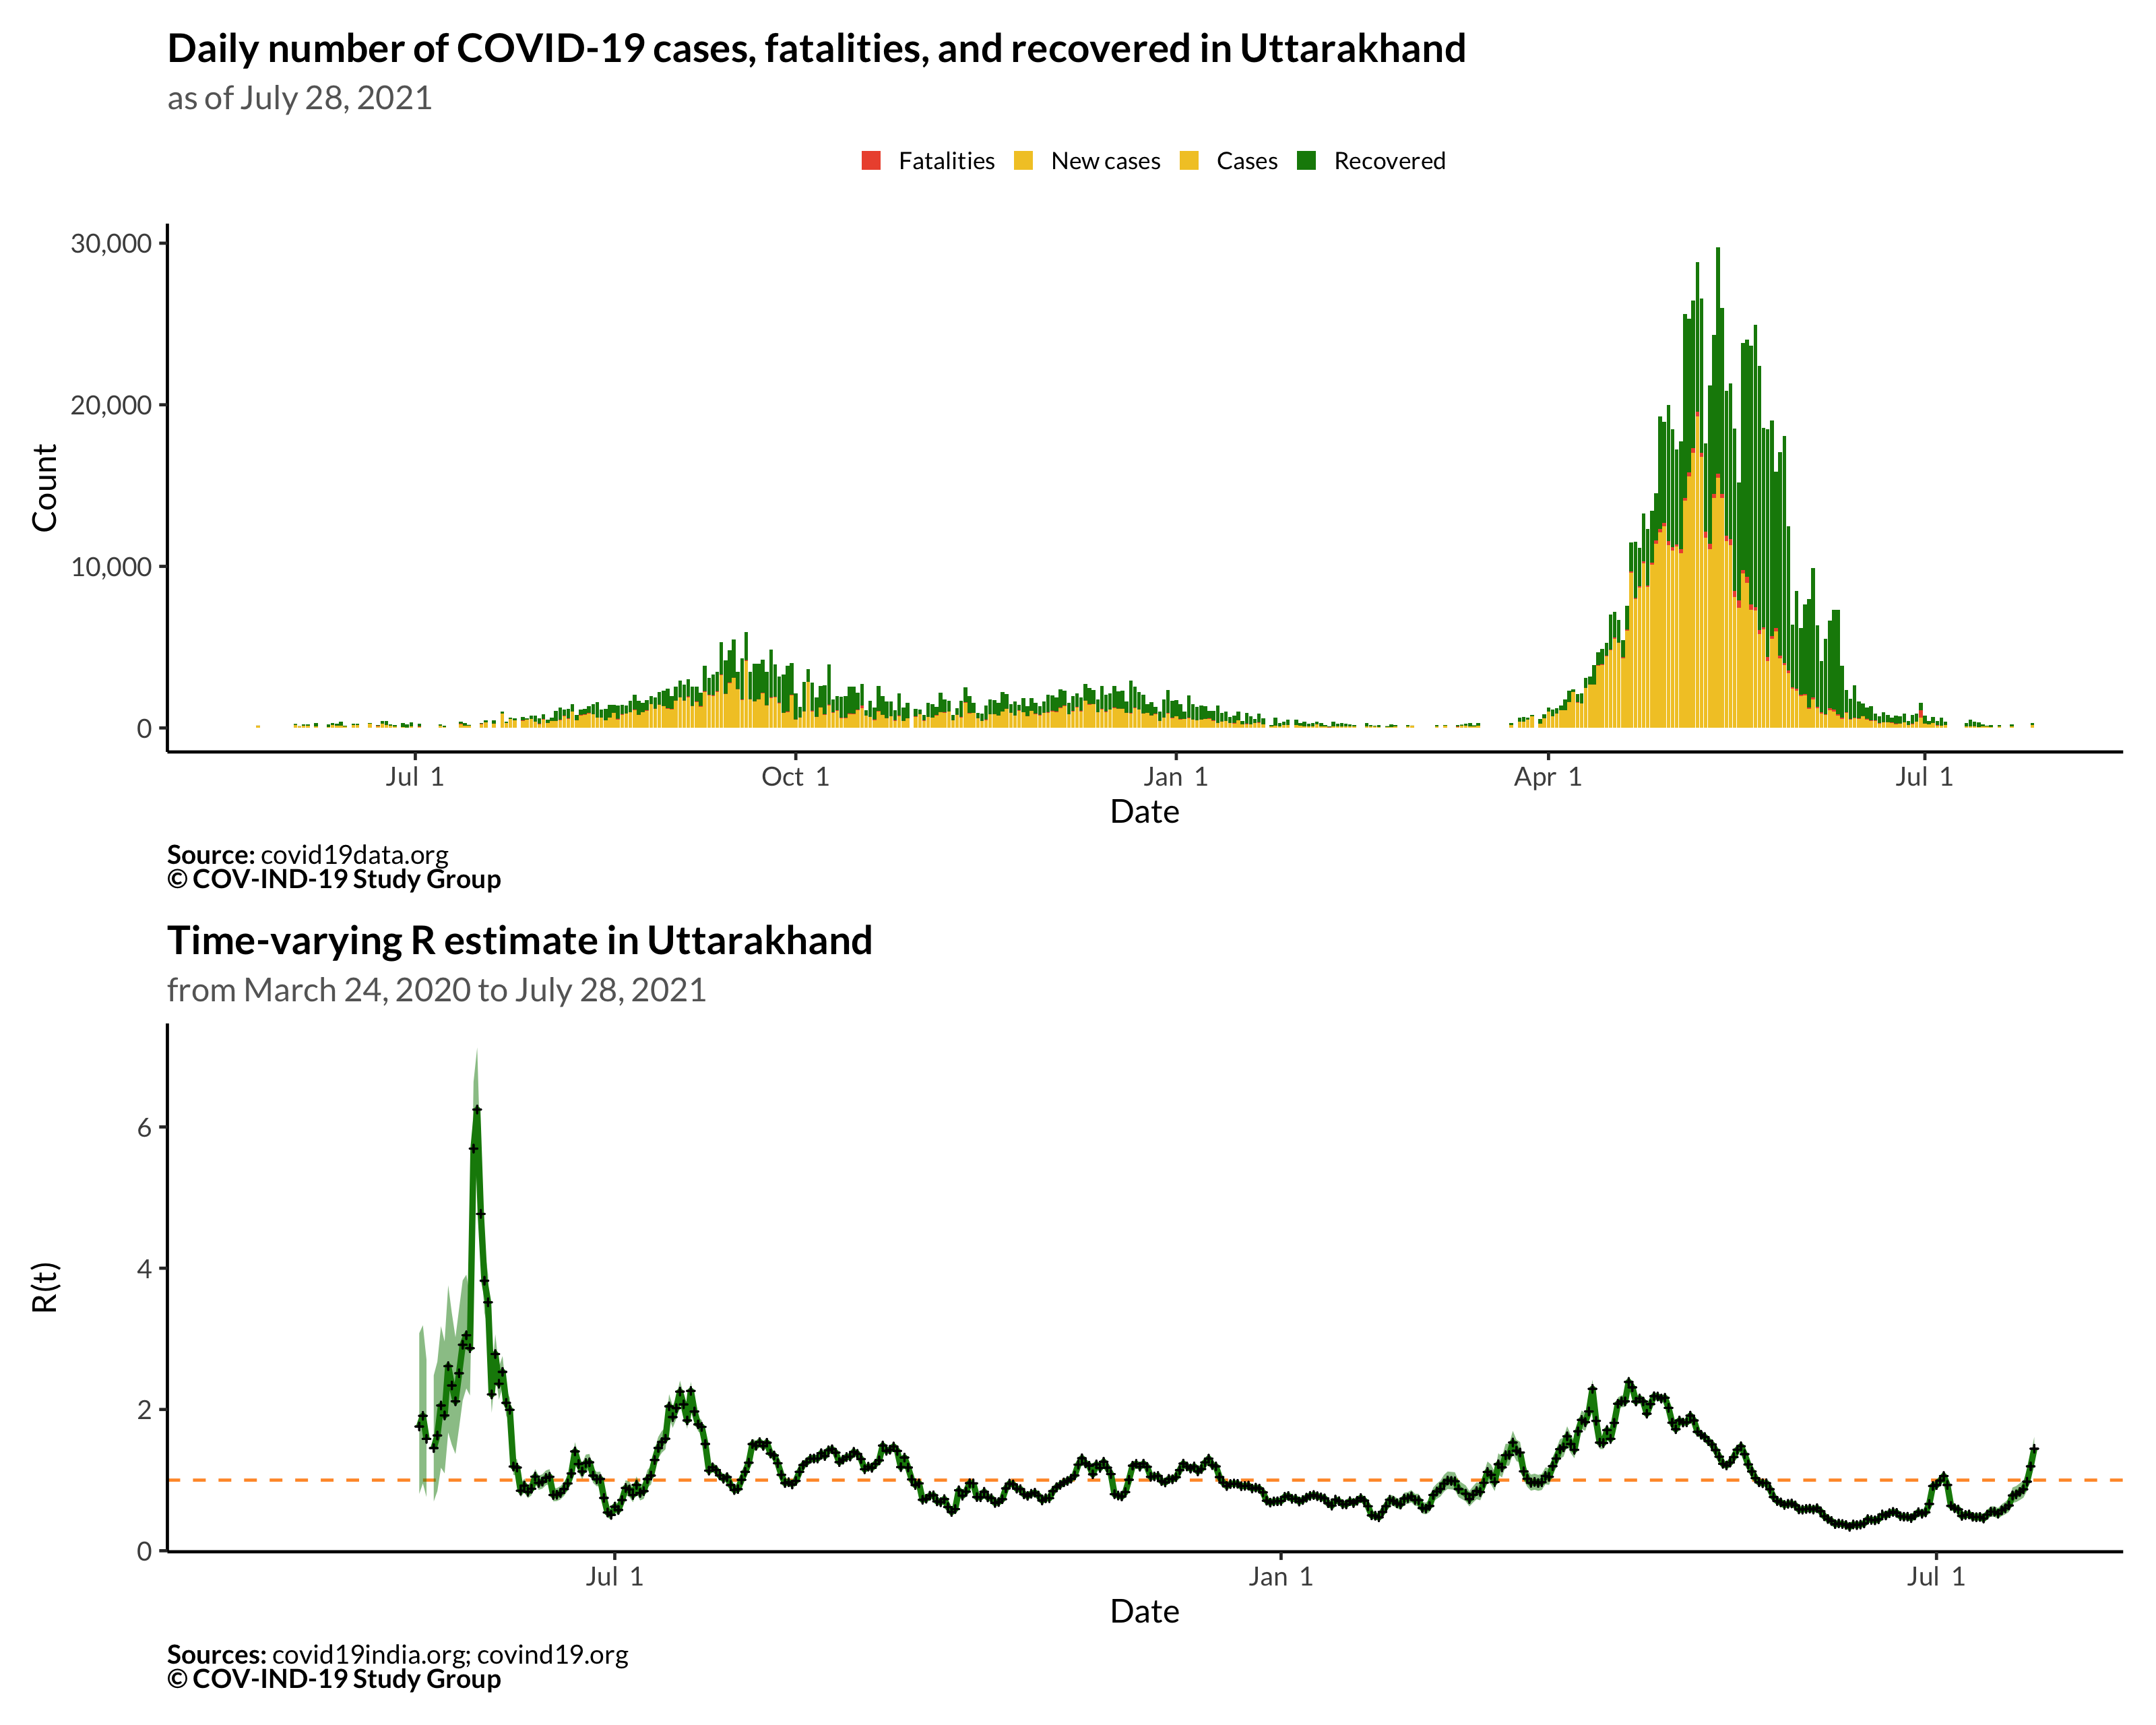 Daily number of COVID-19 cases, fatalities, and recovered in Uttarakhand
as of July 28, 2021
Fatalities New cases Cases Recovered
30,000
20,000
10,000
0
Count
Jul 1 Oct 1 Jan 1 Apr 1 Jul 1
Date
Source: covid19data.org
© COV-IND-19 Study Group
Time-varying R estimate in Uttarakhand
from March 24, 2020 to July 28, 2021
6
4
2
0
R(t)
Jul 1 Jan 1 Jul 1
Date
Sources: covid19india.org; covind19.org
© COV-IND-19 Study Group